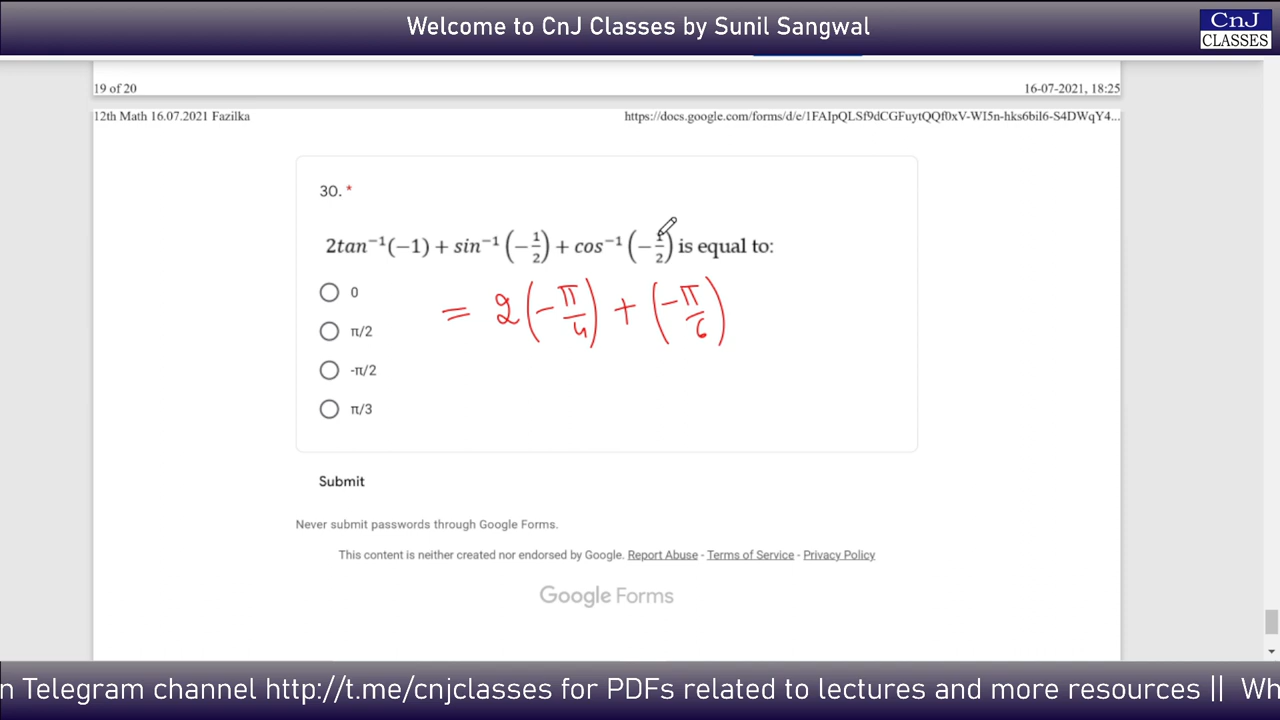 Welcome to CnJ Classes by Sunil Sangwal
CnJ
CLASSES
19 of 20
16-07-2021, 18:25
12th Math 16.07.2021 Fazilka
https://docs.google.com/forms/d/e/1FAIpQLSf9dCGFuytQQf0xV-WI5n-hks6biI6-S4DWqY4...
30. *
2tan⁻¹(−1) + sin⁻¹(−1/2) + cos⁻¹(−1/2) is equal to:
0
= 2(−π/4) + (−π/6)
π/2
-π/2
π/3
Submit
Never submit passwords through Google Forms.
This content is neither created nor endorsed by Google. Report Abuse - Terms of Service - Privacy Policy
Google Forms
n Telegram channel http://t.me/cnjclasses for PDFs related to lectures and more resources || Wh